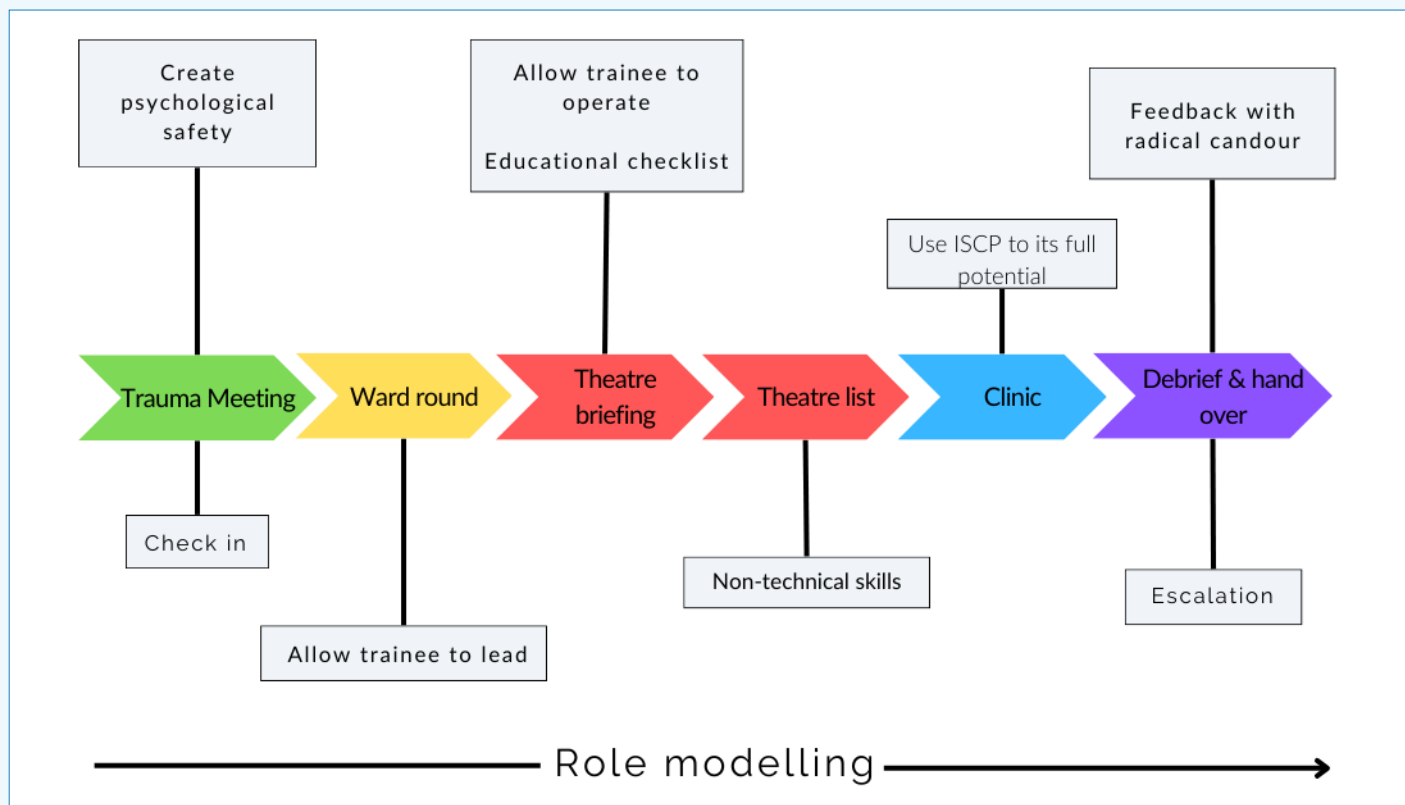 Create
psychological
safety
Allow trainee to
operate
Educational checklist
Feedback with
radical candour
Use ISCP to its full
potential
Trauma Meeting
Ward round
Theatre
briefing
Theatre list
Clinic
Debrief & hand
over
Check in
Non-technical skills
Escalation
Allow trainee to lead
Role modelling